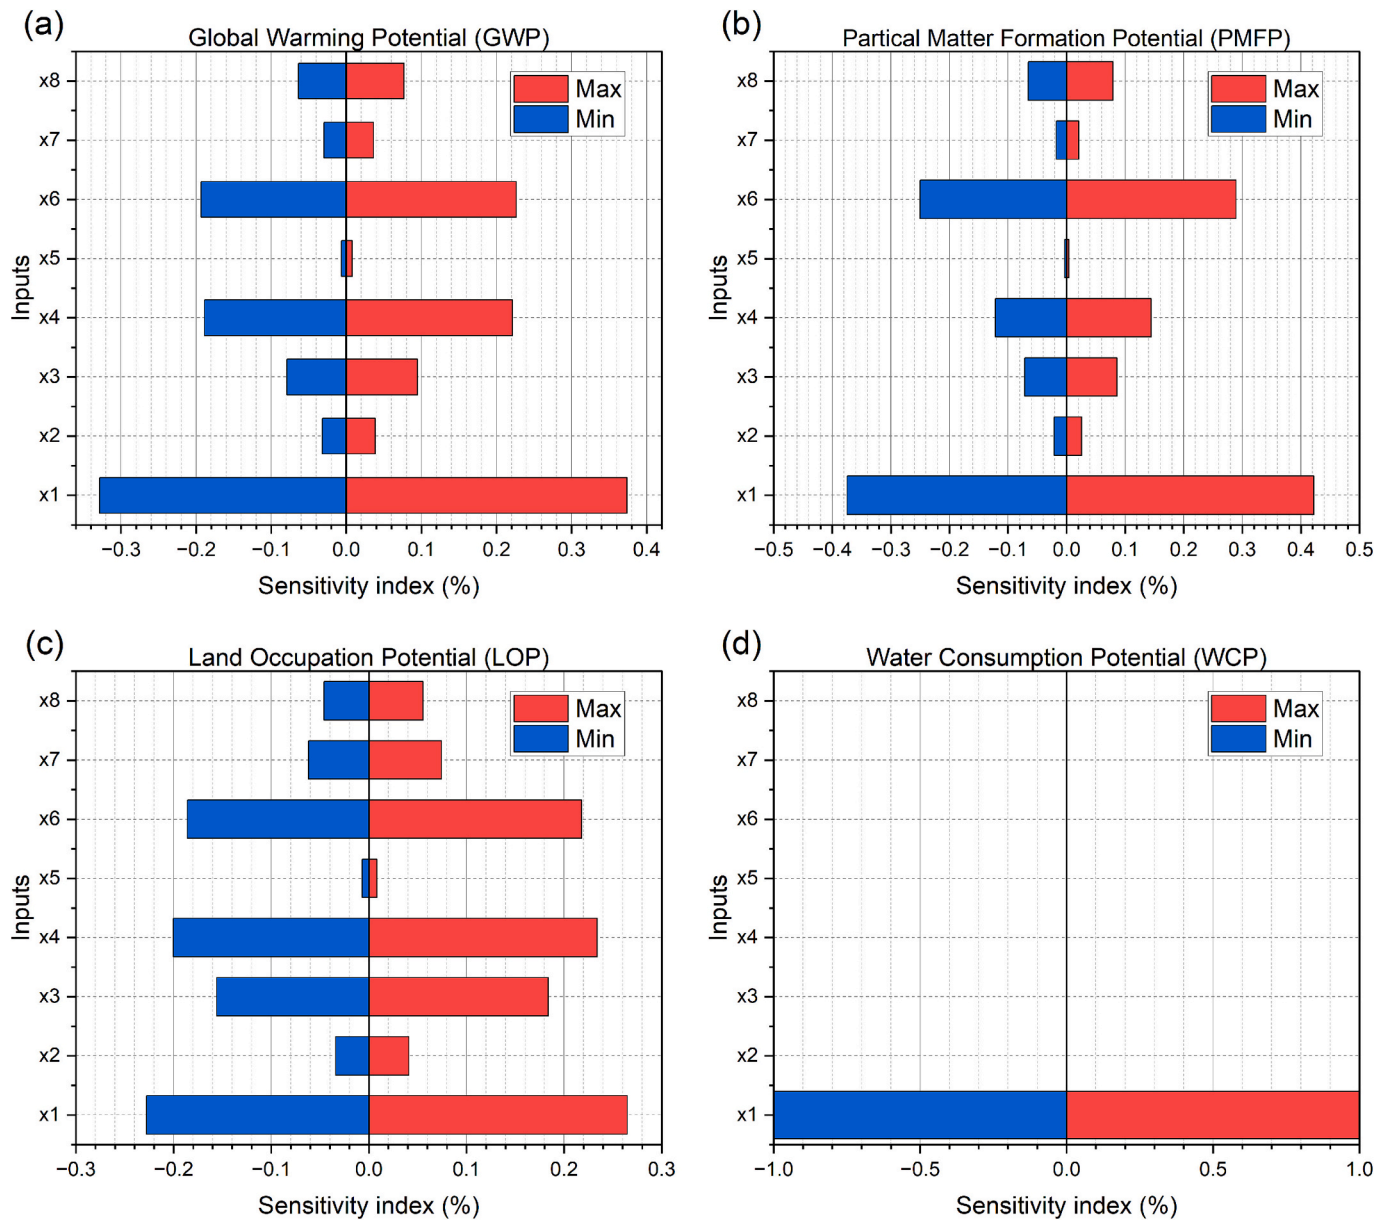 (a)
Global Warming Potential (GWP)
Max
Min
x8
x7
x6
x5
x4
x3
x2
x1
Inputs
−0.3 −0.2 −0.1 0.0 0.1 0.2 0.3 0.4
Sensitivity index (%)
(b)
Partical Matter Formation Potential (PMFP)
Max
Min
x8
x7
x6
x5
x4
x3
x2
x1
Inputs
−0.5 −0.4 −0.3 −0.2 −0.1 0.0 0.1 0.2 0.3 0.4 0.5
Sensitivity index (%)
(c)
Land Occupation Potential (LOP)
Max
Min
x8
x7
x6
x5
x4
x3
x2
x1
Inputs
−0.3 −0.2 −0.1 0.0 0.1 0.2 0.3
Sensitivity index (%)
(d)
Water Consumption Potential (WCP)
Max
Min
x8
x7
x6
x5
x4
x3
x2
x1
Inputs
−1.0 −0.5 0.0 0.5 1.0
Sensitivity index (%)